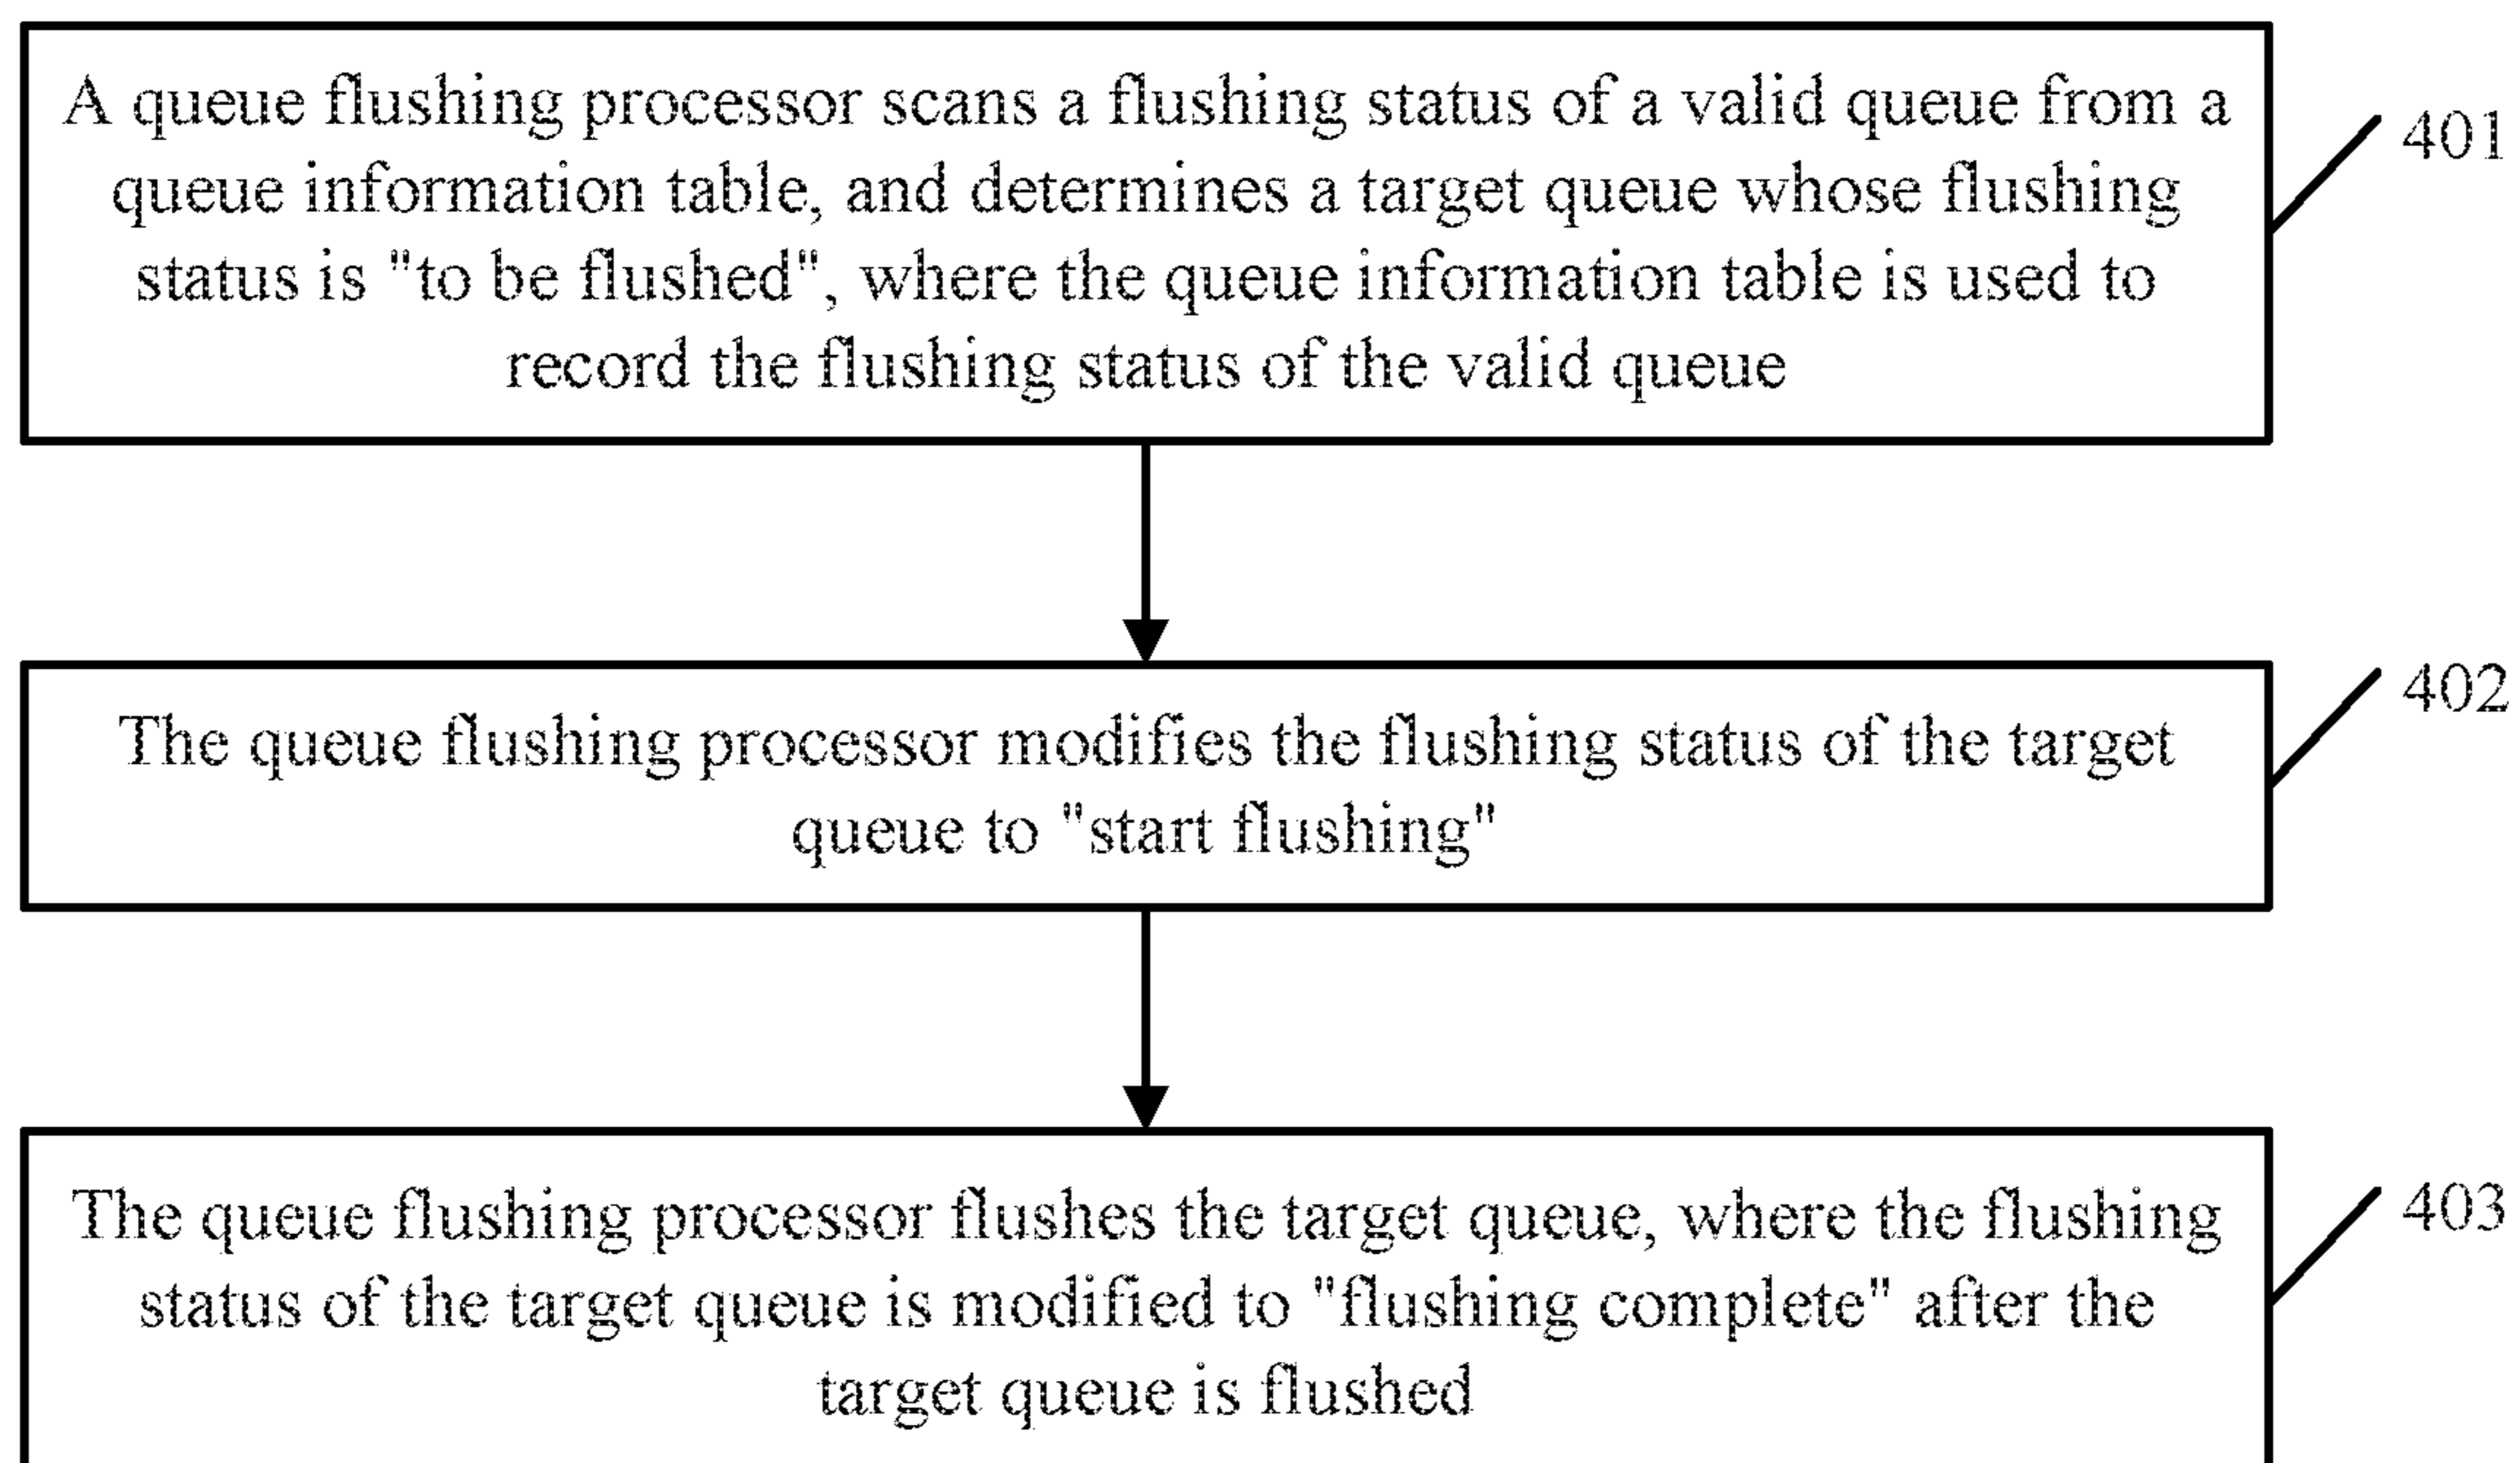 A queue flushing processor scans a flushing status of a valid queue from a
queue information table, and determines a target queue whose flushing
status is "to be flushed", where the queue information table is used to
record the flushing status of the valid queue
401
The queue flushing processor modifies the flushing status of the target
queue to "start flushing"
402
The queue flushing processor flushes the target queue, where the flushing
status of the target queue is modified to "flushing complete" after the
target queue is flushed
403